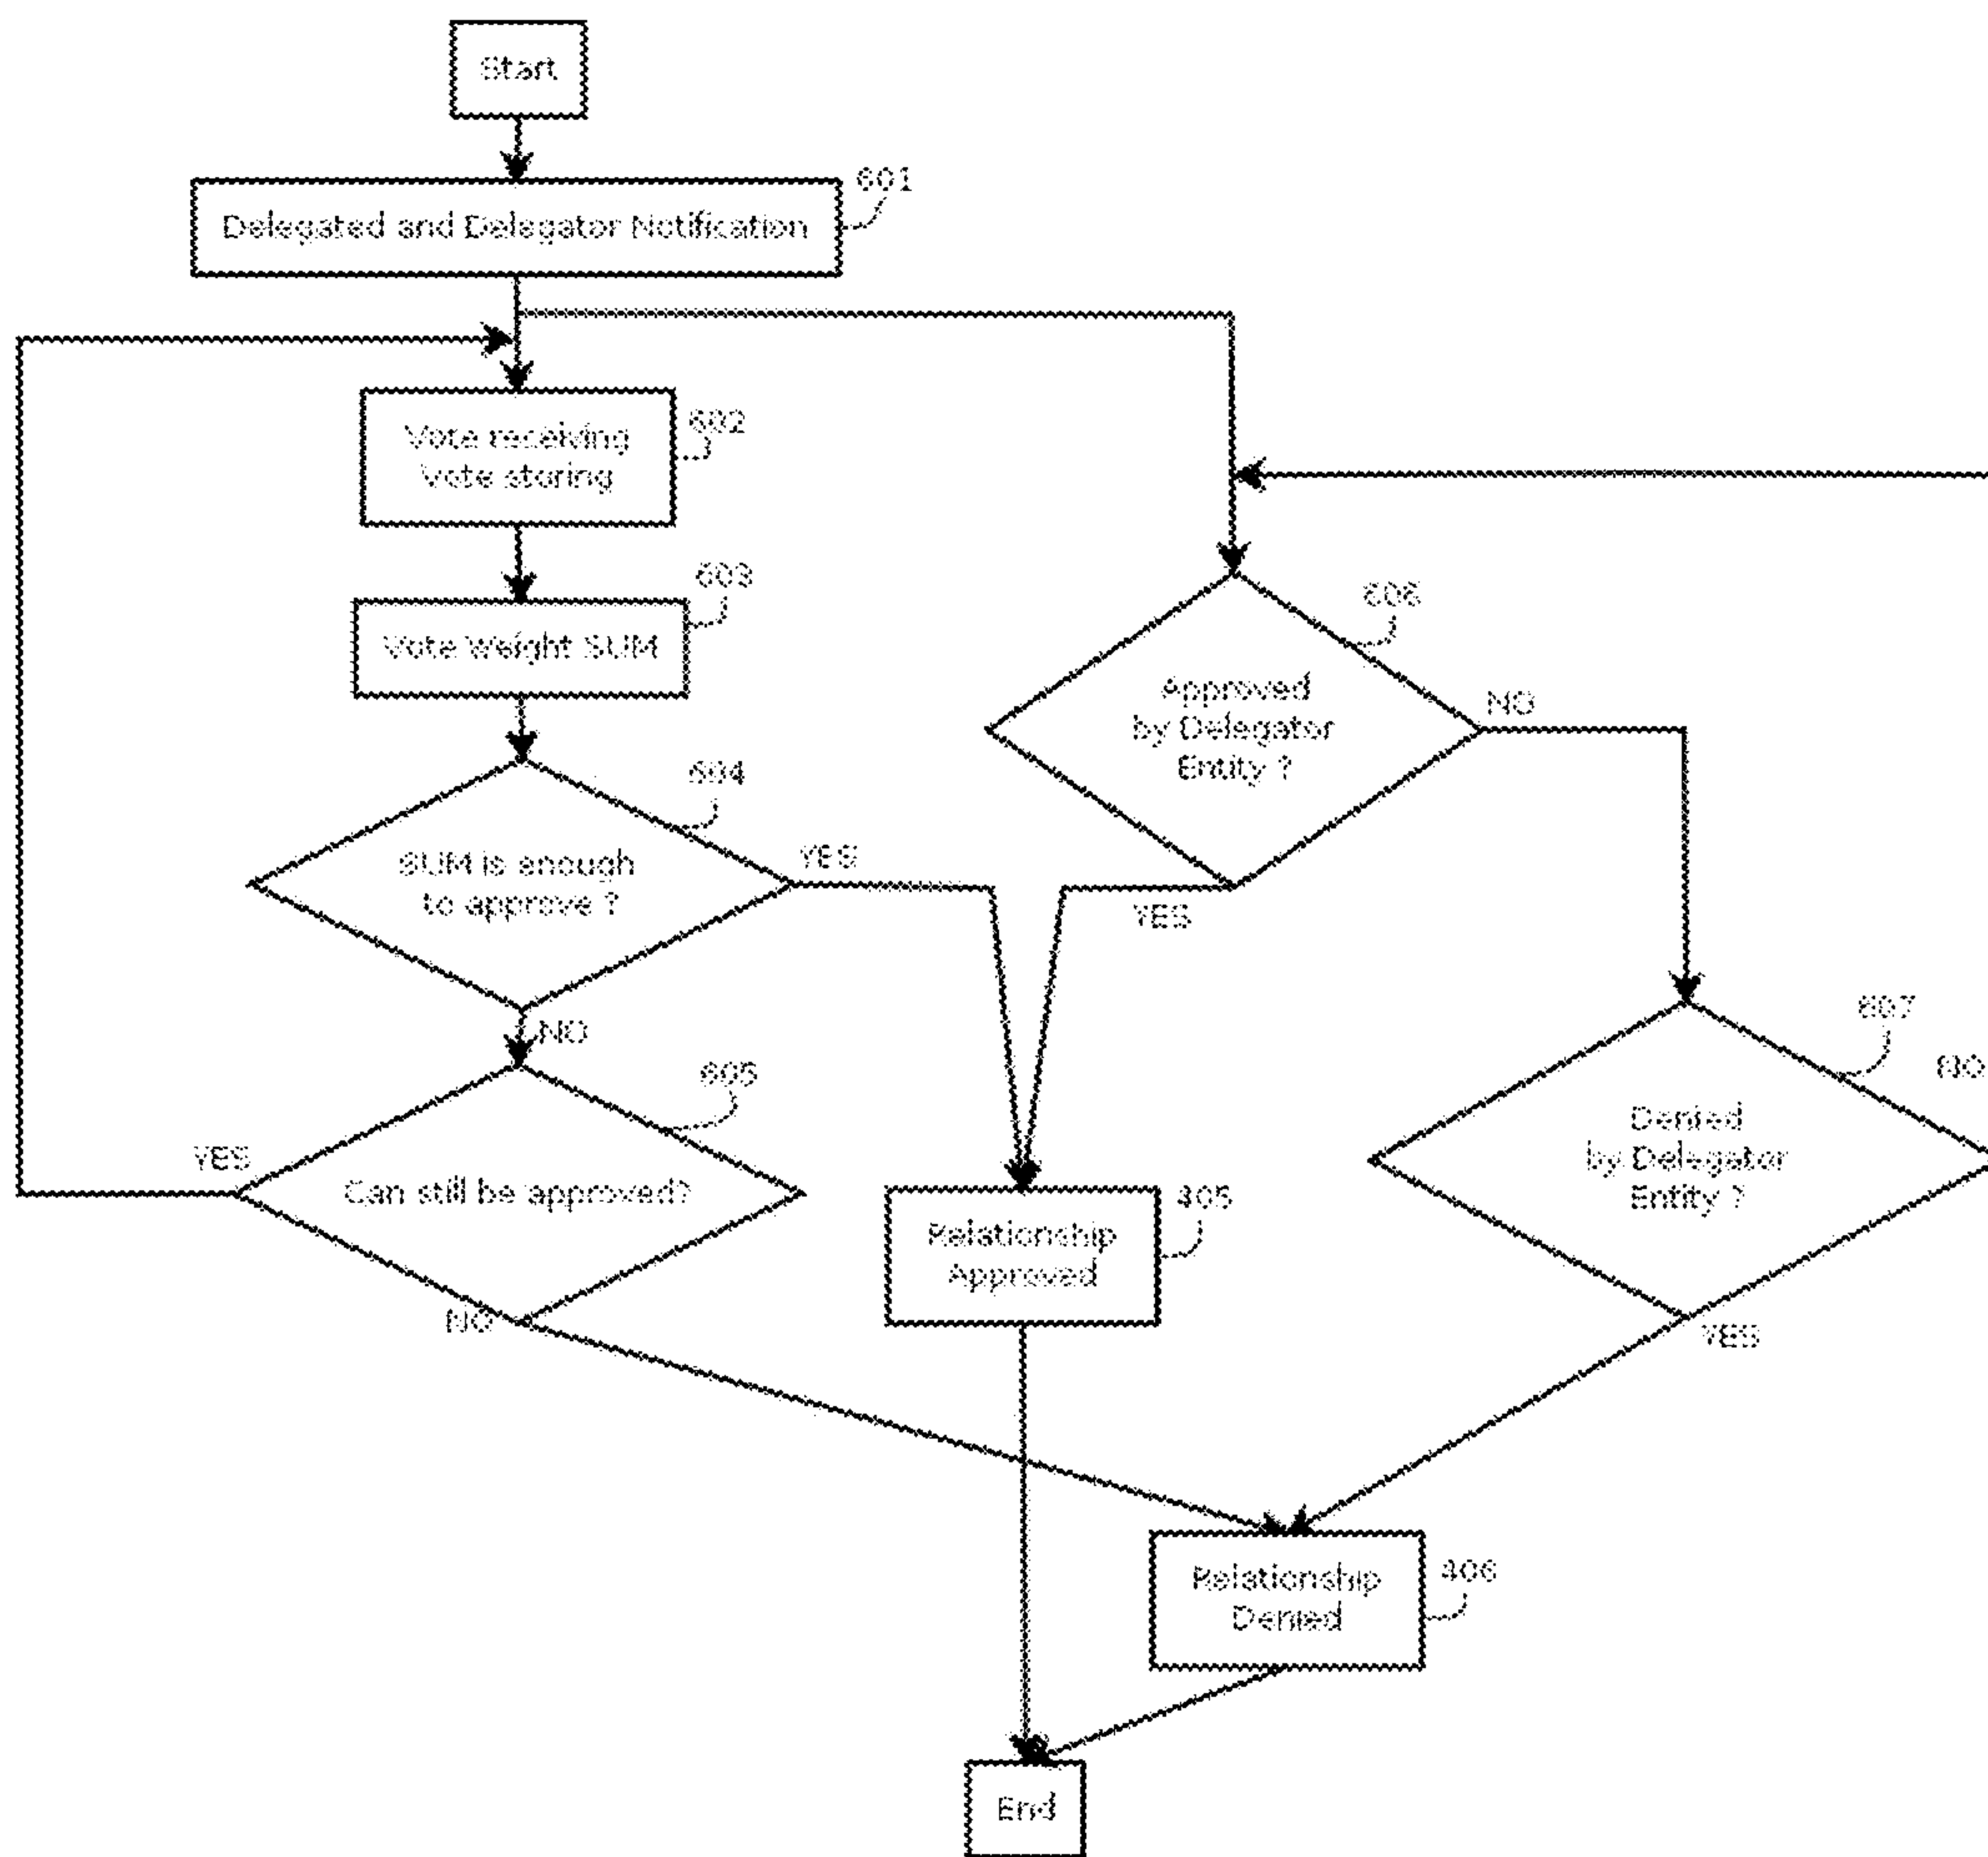 Start
601
Delegated and Delegator Notification
602
Vote receiving
Vote storing
603
Vote Weight SUM
606
Approved
by Delegator
Entity ?
NO
604
SUM is enough
to approve ?
YES
YES
NO
607
NO
605
Denied
by Delegator
Entity ?
YES
Can still be approved?
405
Relationship
Approved
NO
YES
406
Relationship
Denied
End